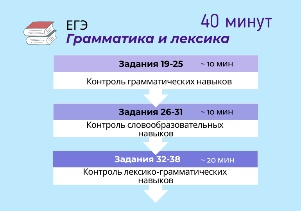 ЕГЭ
40 минут
Грамматика и лексика
Задания 19-25 ~ 10 мин
Контроль грамматических навыков
Задания 26-31 ~ 10 мин
Контроль словообразовательных
навыков
Задания 32-38 ~ 20 мин
Контроль лексико-грамматических
навыков